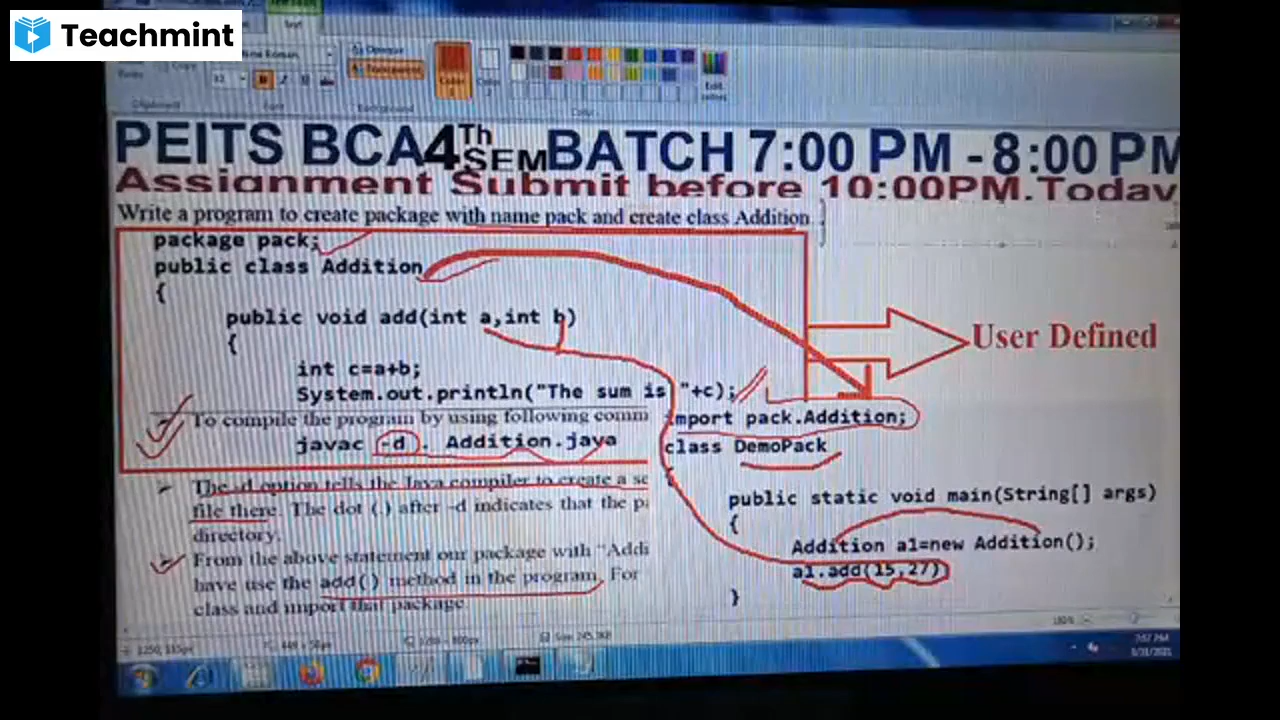 Teachmint
PEITS BCA 4Th SEM BATCH 7:00 PM - 8:00 PM
Assignment Submit before 10:00PM.Today
Write a program to create package with name pack and create class Addition
package pack;
public class Addition
{
public void add(int a,int b)
{
int c=a+b;
System.out.println("The sum is "+c);
To compile the program by using following comm
javac -d . Addition.java
The -d option tells the Java compiler to create a se
file there. The dot (.) after -d indicates that the p
directory.
From the above statement our package with "Addi
have use the add() method in the program. For
class and import that package.
User Defined
import pack.Addition;
class DemoPack
public static void main(String[] args)
{
Addition a1=new Addition();
a1.add(15,27)
}
7:57 PM